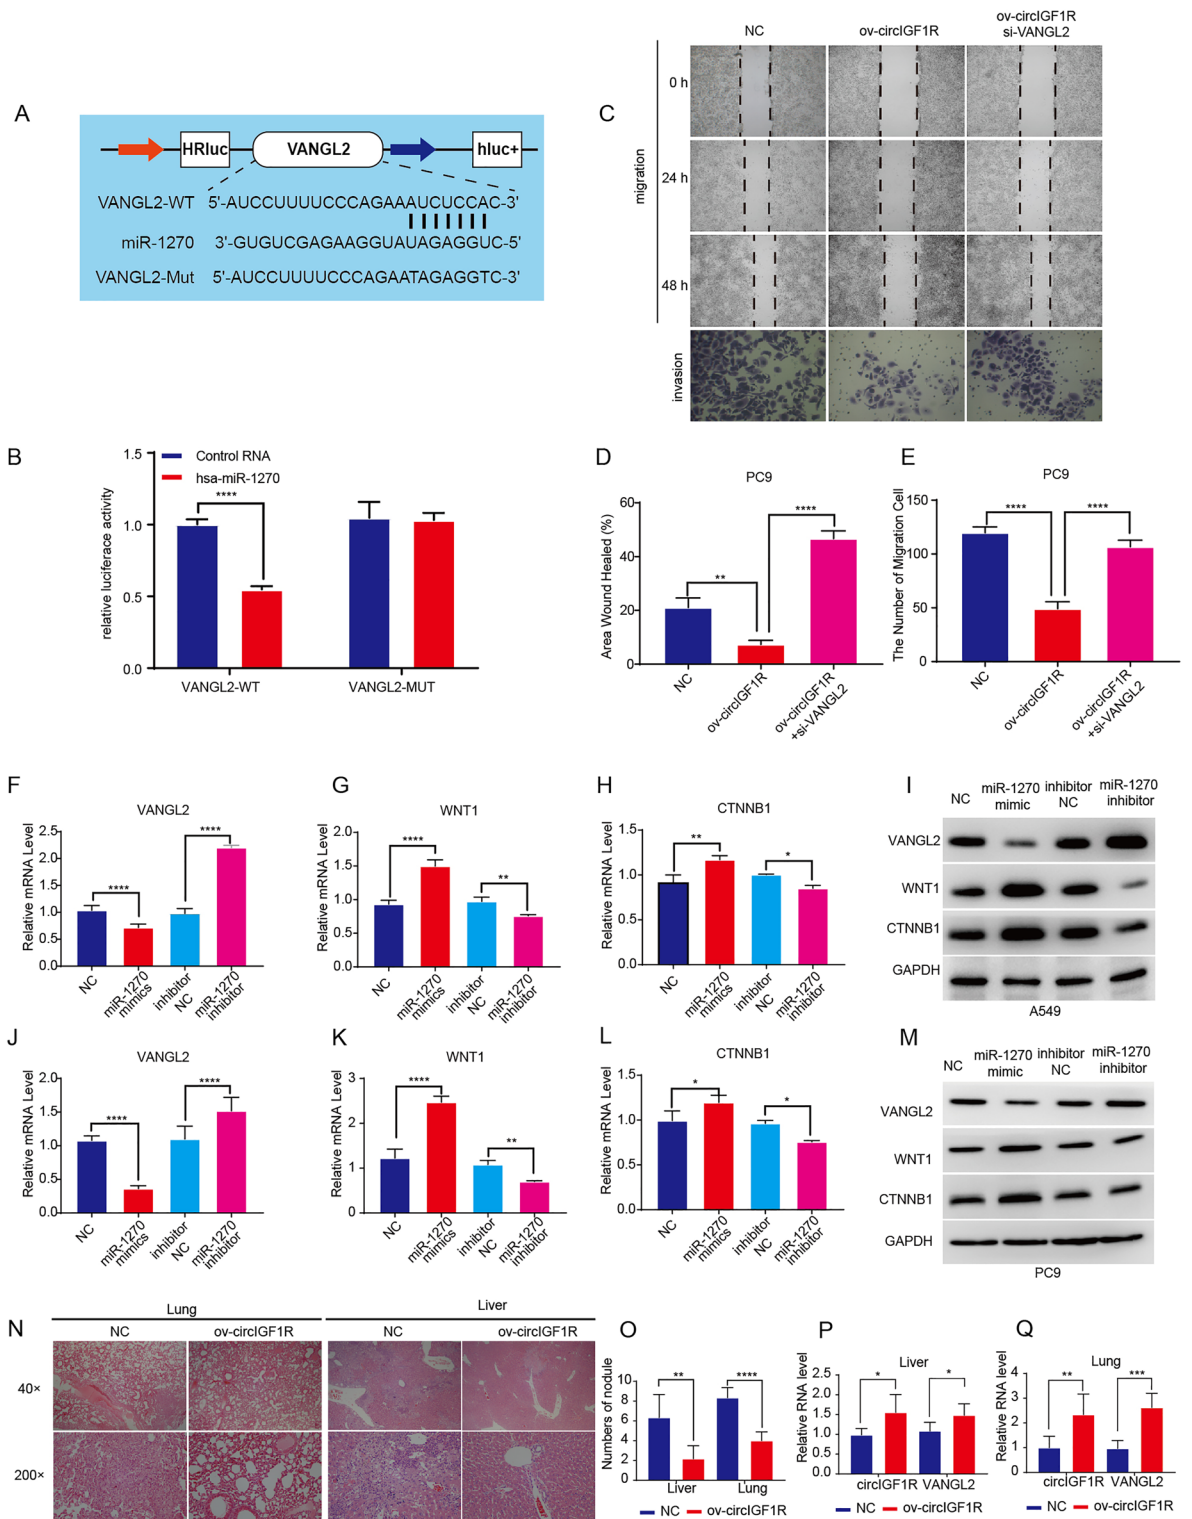 A
HRluc
VANGL2
hluc+
VANGL2-WT 5'-AUCCUUUUCCCAGAAAUCUCCAC-3'
miR-1270 3'-GUGUCGAGAAGGUAUAGAGGUC-5'
VANGL2-Mut 5'-AUCCUUUUCCCAGAATAGAGGTC-3'
C
NC
ov-circIGF1R
ov-circIGF1R
si-VANGL2
migration
0 h
24 h
48 h
invasion
B
relative luciferace activity
1.5
1.0
0.5
0.0
Control RNA
hsa-miR-1270
****
VANGL2-WT
VANGL2-MUT
D
PC9
Area Wound Healed (%)
60
40
20
0
**
****
NC
ov-circIGF1R
ov-circIGF1R
+si-VANGL2
E
PC9
The Number of Migration Cell
150
100
50
0
****
****
NC
ov-circIGF1R
ov-circIGF1R
+si-VANGL2
F
VANGL2
Relative mRNA Level
2.5
2.0
1.5
1.0
0.5
0.0
****
****
NC
miR-1270
mimics
inhibitor
NC
miR-1270
inhibitor
G
WNT1
Relative mRNA Level
2.0
1.5
1.0
0.5
0
****
**
NC
miR-1270
mimics
inhibitor
NC
miR-1270
inhibitor
H
CTNNB1
Relative mRNA Level
1.5
1.0
0.5
0.0
**
*
NC
miR-1270
mimics
inhibitor
NC
miR-1270
inhibitor
I
NC
miR-1270
mimic
inhibitor
NC
miR-1270
inhibitor
VANGL2
WNT1
CTNNB1
GAPDH
A549
J
VANGL2
Relative mRNA Level
2.0
1.5
1.0
0.5
0.0
****
****
NC
miR-1270
mimics
inhibitor
NC
miR-1270
inhibitor
K
WNT1
Relative mRNA Level
3
2
1
0
****
**
NC
miR-1270
mimics
inhibitor
NC
miR-1270
inhibitor
L
CTNNB1
Relative mRNA Level
1.5
1.0
0.5
0.0
*
*
NC
miR-1270
mimics
inhibitor
NC
miR-1270
inhibitor
M
NC
miR-1270
mimic
inhibitor
NC
miR-1270
inhibitor
VANGL2
WNT1
CTNNB1
GAPDH
PC9
N
Lung
Liver
NC
ov-circIGF1R
NC
ov-circIGF1R
40×
200×
O
Numbers of nodule
10
8
6
4
2
0
**
****
Liver
Lung
NC
ov-circIGF1R
P
Liver
Relative RNA level
2.5
2.0
1.5
1.0
0.5
0.0
*
*
circIGF1R VANGL2
NC
ov-circIGF1R
Q
Lung
Relative RNA level
4
3
2
1
0
**
***
circIGF1R VANGL2
NC
ov-circIGF1R